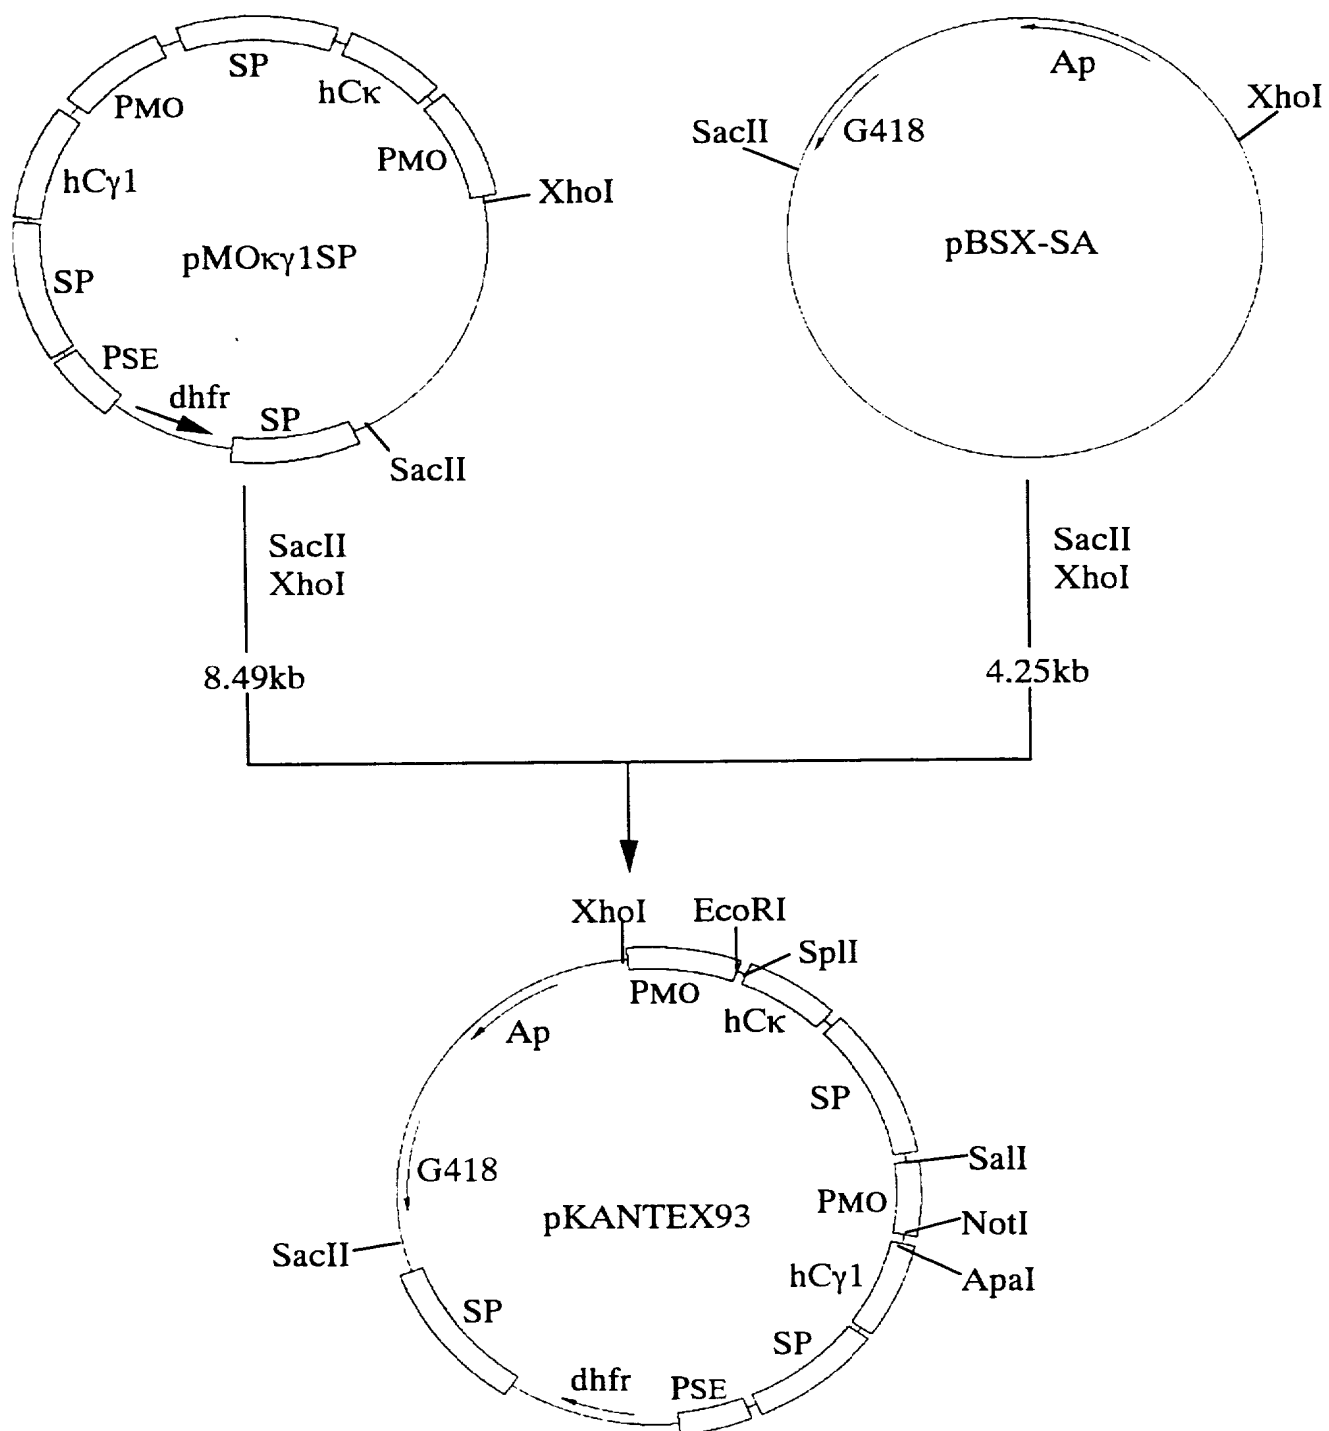 SP
hCκ
PMO
PMO
hCγ1
XhoI
pMOκγ1SP
SP
PSE
dhfr
SP
SacII
Ap
XhoI
SacII
G418
pBSX-SA
SacII
XhoI
8.49kb
SacII
XhoI
4.25kb
XhoI
EcoRI
SplI
PMO
hCκ
Ap
SP
G418
SalI
PMO
pKANTEX93
NotI
SacII
hCγ1
ApaI
SP
SP
dhfr
PSE